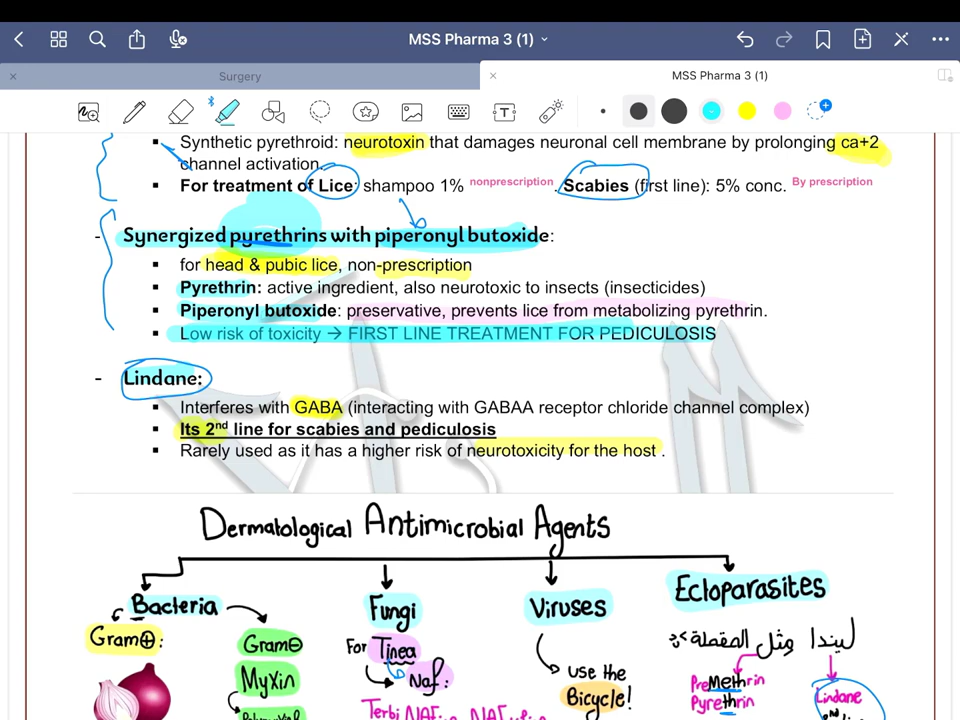 MSS Pharma 3 (1)
Surgery
MSS Pharma 3 (1)
Synthetic pyrethroid: neurotoxin that damages neuronal cell membrane by prolonging ca+2
channel activation.
For treatment of Lice: shampoo 1% nonprescription. Scabies (first line): 5% conc. By prescription
- Synergized pyrethrins with piperonyl butoxide:
for head & pubic lice, non-prescription
Pyrethrin: active ingredient, also neurotoxic to insects (insecticides)
Piperonyl butoxide: preservative, prevents lice from metabolizing pyrethrin.
Low risk of toxicity → FIRST LINE TREATMENT FOR PEDICULOSIS
- Lindane:
Interferes with GABA (interacting with GABAA receptor chloride channel complex)
Its 2nd line for scabies and pediculosis
Rarely used as it has a higher risk of neurotoxicity for the host .
Dermatological Antimicrobial Agents
Bacteria
Fungi
Viruses
Ectoparasites
Gram⊕:
Gram⊖
Myxin
For Tinea
Naf:
use the
Bicycle!
ليندا مثل
PreMethrin
Pyrethrin
Lindane